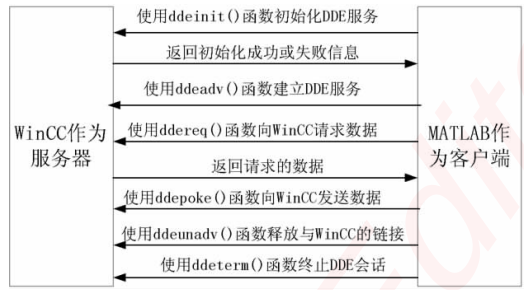 使用ddeinit()函数初始化DDE服务
返回初始化成功或失败信息
使用ddeadv()函数建立DDE服务
WinCC作为
服务器
使用ddereq()函数向WinCC请求数据
MATLAB作
为客户端
返回请求的数据
使用ddepoke()函数向WinCC发送数据
使用ddeunadv()函数释放与WinCC的链接
使用ddeterm()函数终止DDE会话